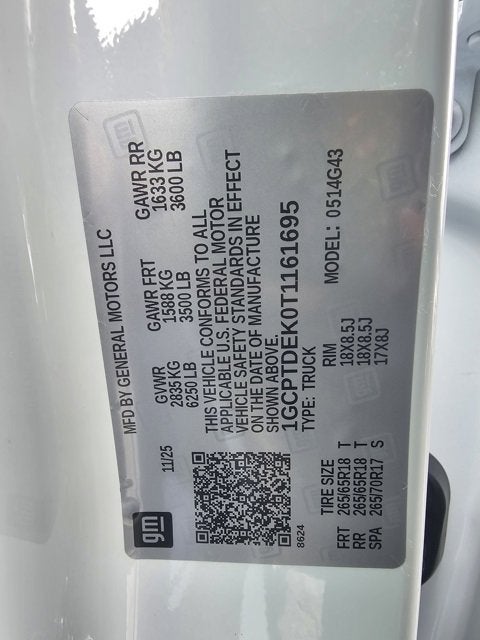 MFD BY GENERAL MOTORS LLC
11/25
GVWR GAWR FRT GAWR RR
2835 KG 1588 KG 1633 KG
6250 LB 3500 LB 3600 LB
THIS VEHICLE CONFORMS TO ALL
APPLICABLE U.S. FEDERAL MOTOR
VEHICLE SAFETY STANDARDS IN EFFECT
ON THE DATE OF MANUFACTURE
SHOWN ABOVE.
1GCPTDEK0T1161695
TYPE: TRUCK MODEL: 0514G43
gm
8624
TIRE SIZE RIM
FRT 265/65R18 T 18X8.5J
RR 265/65R18 T 18X8.5J
SPA 265/70R17 S 17X8J